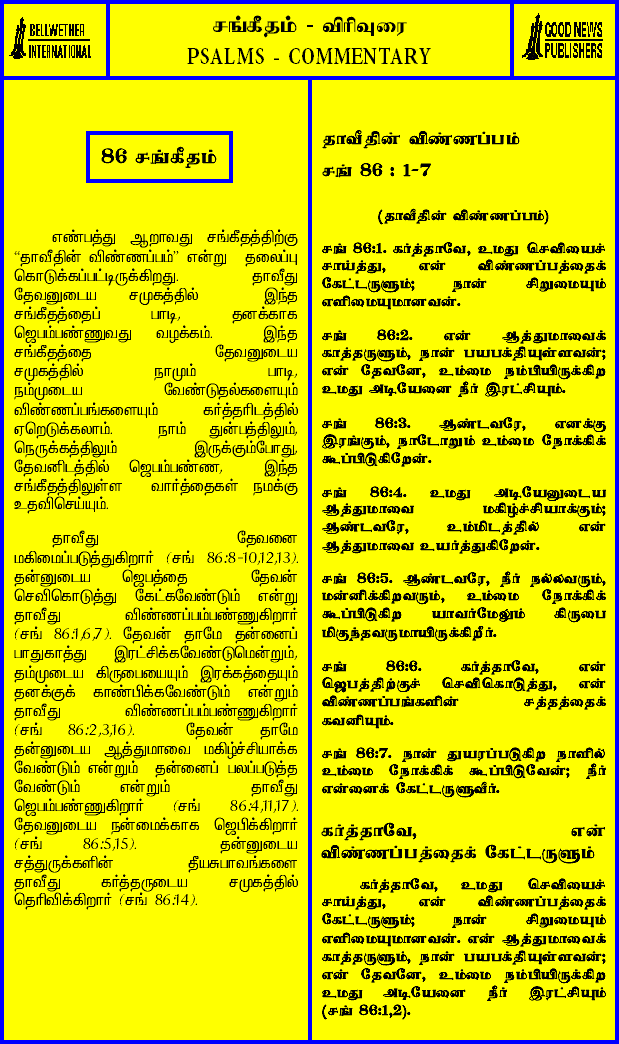 BELLWETHER
INTERNATIONAL
சங்கீதம் - விரிவுரை
PSALMS - COMMENTARY
GOOD NEWS
PUBLISHERS
86 சங்கீதம்
எண்பத்து ஆறாவது சங்கீதத்திற்கு
“தாவீதின் விண்ணப்பம்” என்று தலைப்பு
கொடுக்கப்பட்டிருக்கிறது. தாவீது
தேவனுடைய சமுகத்தில் இந்த
சங்கீதத்தைப் பாடி, தனக்காக
ஜெபம்பண்ணுவது வழக்கம். இந்த
சங்கீதத்தை தேவனுடைய
சமுகத்தில் நாமும் பாடி,
நம்முடைய வேண்டுதல்களையும்
விண்ணப்பங்களையும் கர்த்தரிடத்தில்
ஏறெடுக்கலாம். நாம் துன்பத்திலும்,
நெருக்கத்திலும் இருக்கும்போது,
தேவனிடத்தில் ஜெபம்பண்ண, இந்த
சங்கீதத்திலுள்ள வார்த்தைகள் நமக்கு
உதவிசெய்யும்.
தாவீது தேவனை
மகிமைப்படுத்துகிறார் (சங் 86:8-10,12,13).
தன்னுடைய ஜெபத்தை தேவன்
செவிகொடுத்து கேட்கவேண்டும் என்று
தாவீது விண்ணப்பம்பண்ணுகிறார்
(சங் 86:1,6,7). தேவன் தாமே தன்னைப்
பாதுகாத்து இரட்சிக்கவேண்டுமென்றும்,
தம்முடைய கிருபையையும் இரக்கத்தையும்
தனக்குக் காண்பிக்கவேண்டும் என்றும்
தாவீது விண்ணப்பம்பண்ணுகிறார்
(சங் 86:2,3,16). தேவன் தாமே
தன்னுடைய ஆத்துமாவை மகிழ்ச்சியாக்க
வேண்டும் என்றும் தன்னைப் பலப்படுத்த
வேண்டும் என்றும் தாவீது
ஜெபம்பண்ணுகிறார் (சங் 86:4,11,17).
தேவனுடைய நன்மைக்காக ஜெபிக்கிறார்
(சங் 86:5,15). தன்னுடைய
சத்துருக்களின் தீயசுபாவங்களை
தாவீது கர்த்தருடைய சமுகத்தில்
தெரிவிக்கிறார் (சங் 86:14).
தாவீதின் விண்ணப்பம்
சங் 86 : 1-7
(தாவீதின் விண்ணப்பம்)
சங் 86:1. கர்த்தாவே, உமது செவியைச்
சாய்த்து, என் விண்ணப்பத்தைக்
கேட்டருளும்; நான் சிறுமையும்
எளிமையுமானவன்.
சங் 86:2. என் ஆத்துமாவைக்
காத்தருளும், நான் பயபக்தியுள்ளவன்;
என் தேவனே, உம்மை நம்பியிருக்கிற
உமது அடியேனை நீர் இரட்சியும்.
சங் 86:3. ஆண்டவரே, எனக்கு
இரங்கும், நாடோறும் உம்மை நோக்கிக்
கூப்பிடுகிறேன்.
சங் 86:4. உமது அடியேனுடைய
ஆத்துமாவை மகிழ்ச்சியாக்கும்;
ஆண்டவரே, உம்மிடத்தில் என்
ஆத்துமாவை உயர்த்துகிறேன்.
சங் 86:5. ஆண்டவரே, நீர் நல்லவரும்,
மன்னிக்கிறவரும், உம்மை நோக்கிக்
கூப்பிடுகிற யாவர்மேலும் கிருபை
மிகுந்தவருமாயிருக்கிறீர்.
சங் 86:6. கர்த்தாவே, என்
ஜெபத்திற்குச் செவிகொடுத்து, என்
விண்ணப்பங்களின் சத்தத்தைக்
கவனியும்.
சங் 86:7. நான் துயரப்படுகிற நாளில்
உம்மை நோக்கிக் கூப்பிடுவேன்; நீர்
என்னைக் கேட்டருளுவீர்.
கர்த்தாவே, என்
விண்ணப்பத்தைக் கேட்டருளும்
கர்த்தாவே, உமது செவியைச்
சாய்த்து, என் விண்ணப்பத்தைக்
கேட்டருளும்; நான் சிறுமையும்
எளிமையுமானவன். என் ஆத்துமாவைக்
காத்தருளும், நான் பயபக்தியுள்ளவன்;
என் தேவனே, உம்மை நம்பியிருக்கிற
உமது அடியேனை நீர் இரட்சியும்
(சங் 86:1,2).